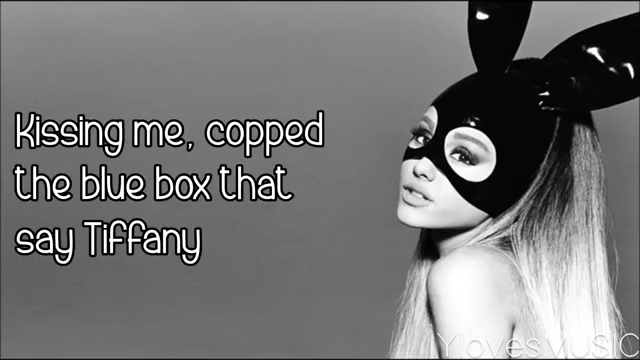 Kissing me, copped
the blue box that
say Tiffany
YlovesMUSIC